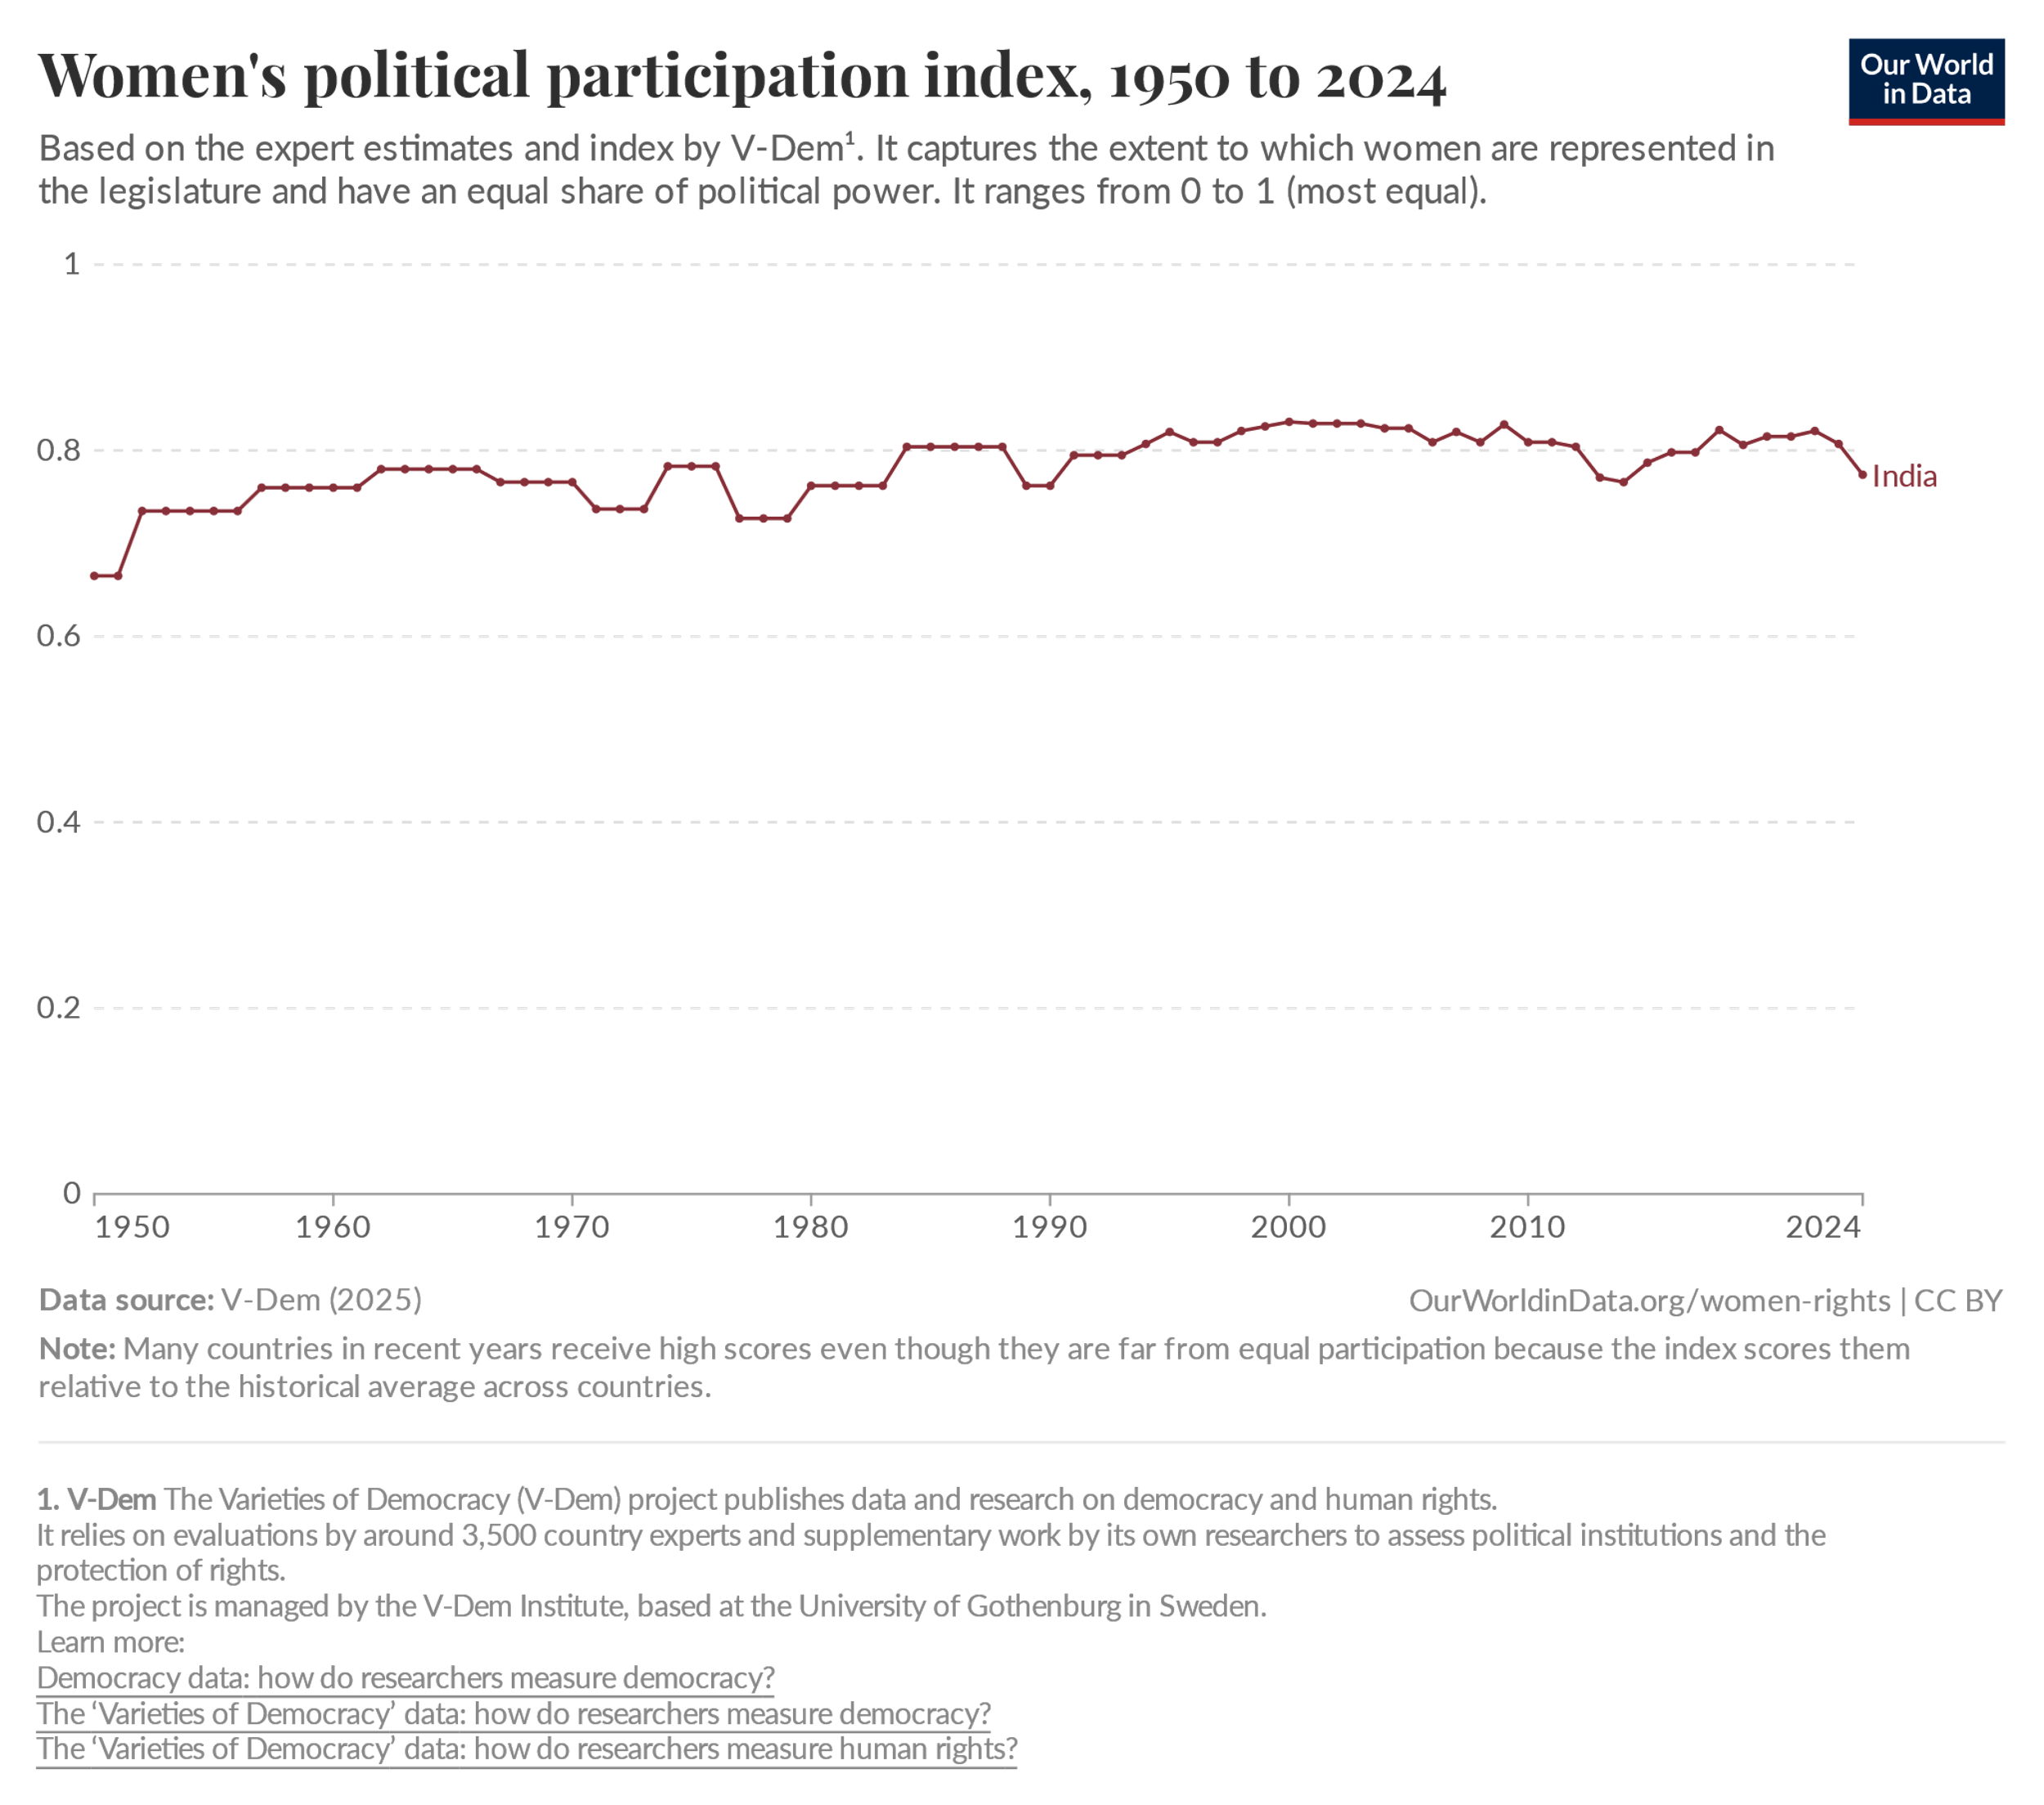 Women's political participation index, 1950 to 2024
Our World
in Data
Based on the expert estimates and index by V-Dem¹. It captures the extent to which women are represented in
the legislature and have an equal share of political power. It ranges from 0 to 1 (most equal).
1
0.8
India
0.6
0.4
0.2
0
1950 1960 1970 1980 1990 2000 2010 2024
Data source: V-Dem (2025)
OurWorldinData.org/women-rights | CC BY
Note: Many countries in recent years receive high scores even though they are far from equal participation because the index scores them
relative to the historical average across countries.
1. V-Dem The Varieties of Democracy (V-Dem) project publishes data and research on democracy and human rights.
It relies on evaluations by around 3,500 country experts and supplementary work by its own researchers to assess political institutions and the
protection of rights.
The project is managed by the V-Dem Institute, based at the University of Gothenburg in Sweden.
Learn more:
Democracy data: how do researchers measure democracy?
The ‘Varieties of Democracy’ data: how do researchers measure democracy?
The ‘Varieties of Democracy’ data: how do researchers measure human rights?